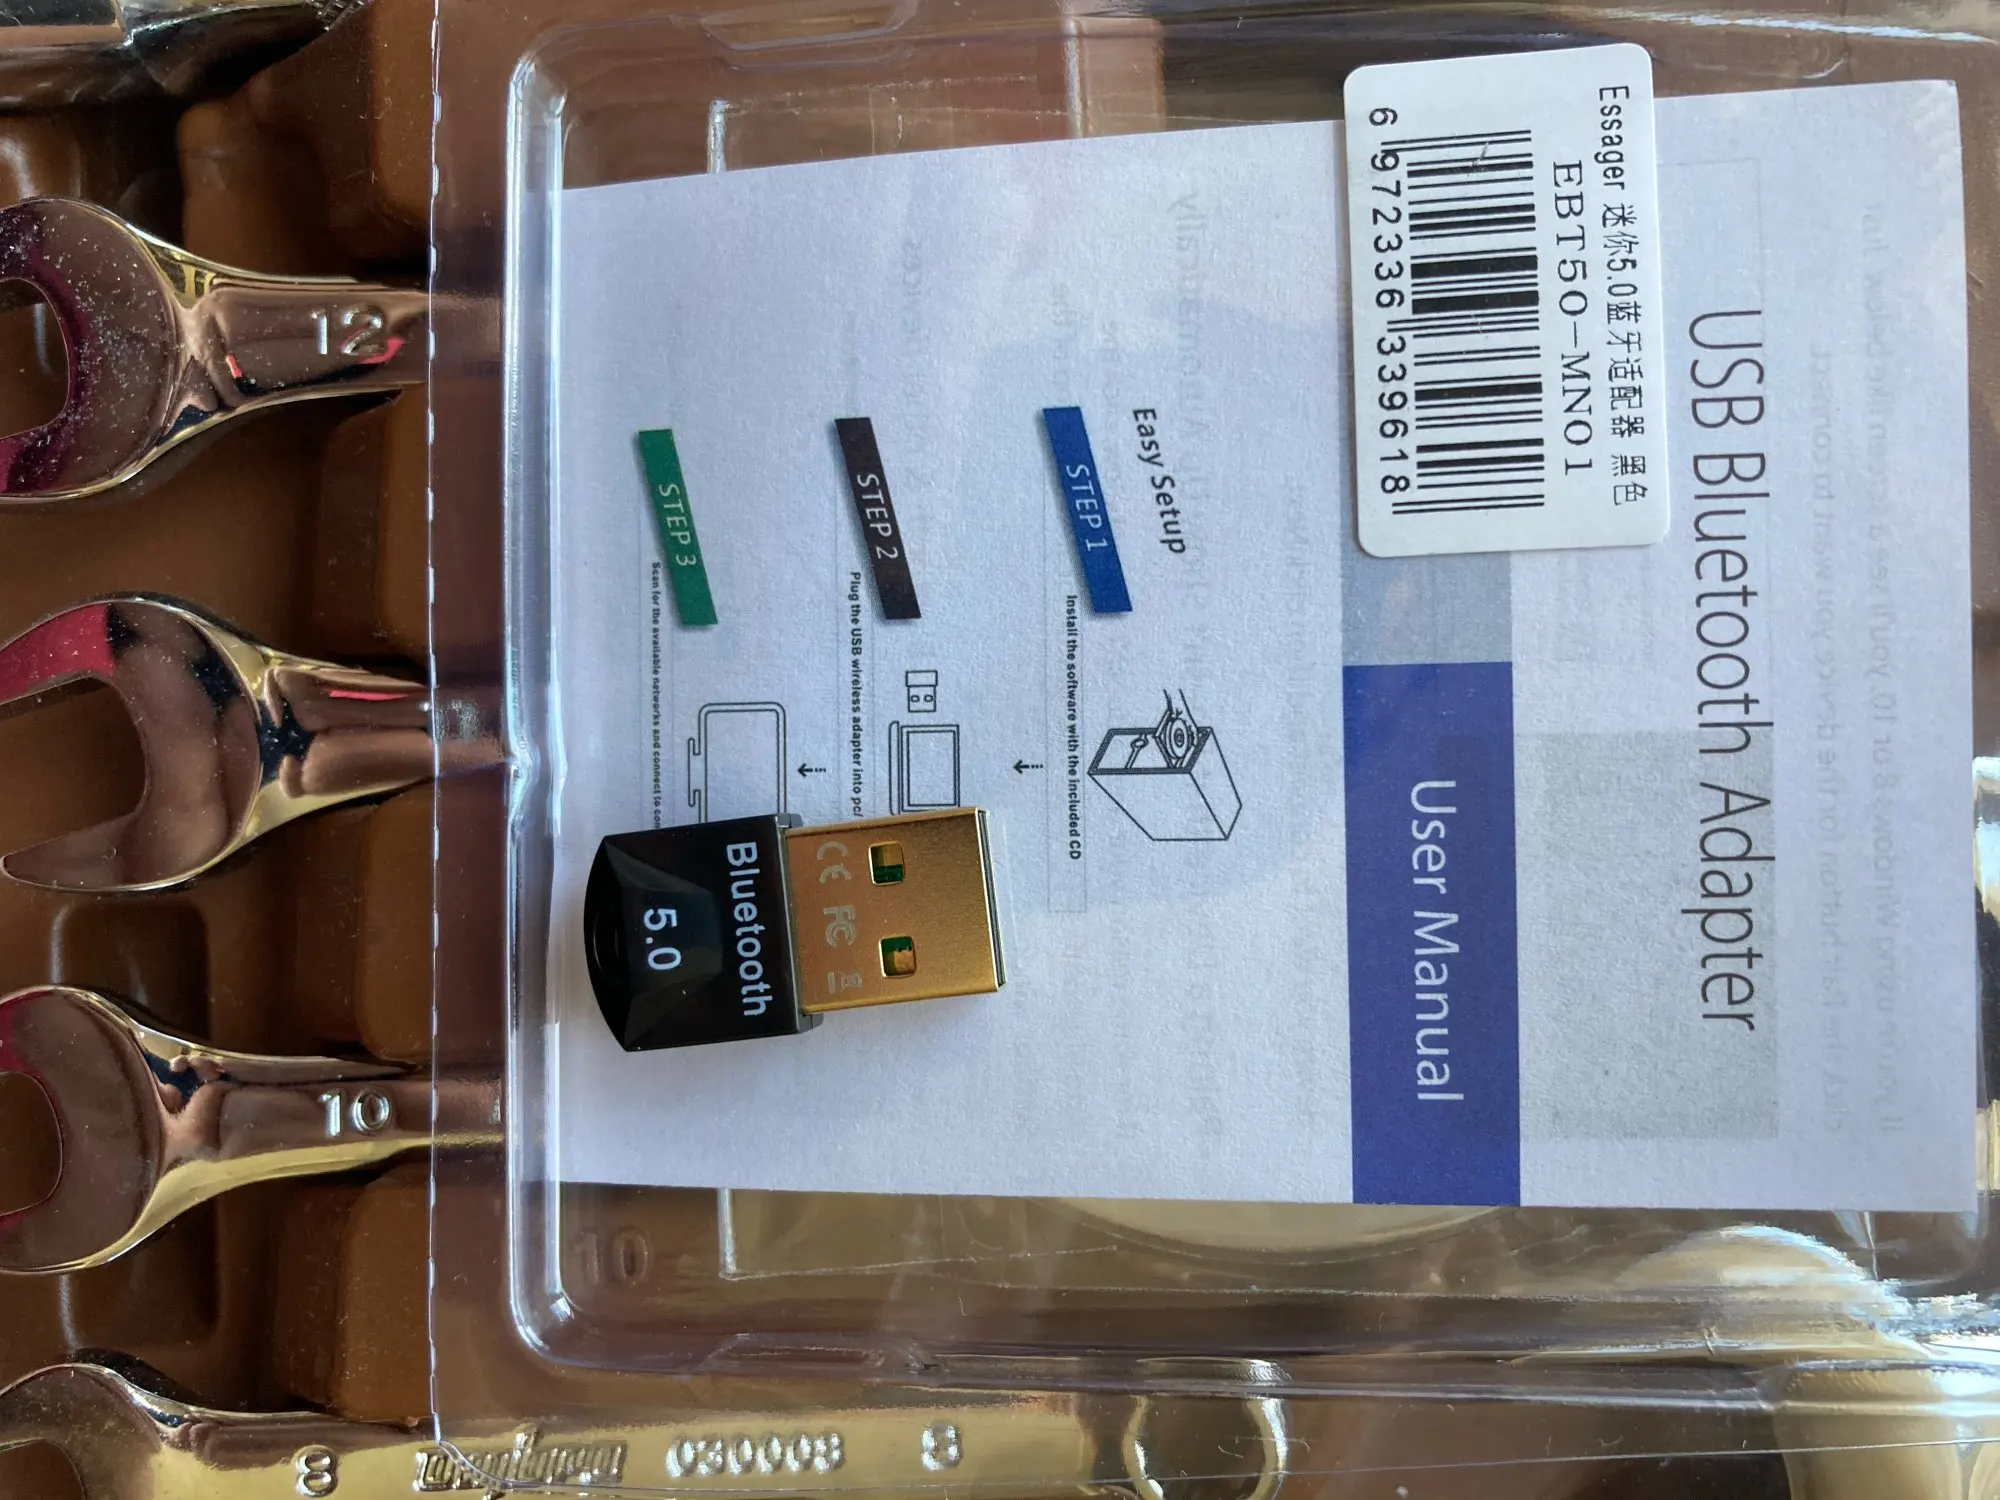 USB Bluetooth Adapter
Essager 迷你5.0蓝牙适配器 黑色
EBT50-MN01
6 972336 339618
User Manual
Easy Setup
STEP 1
Install the software with the included CD
STEP 2
Plug the USB wireless adapter into pc/
STEP 3
Scan for the available networks and connect to
Bluetooth
5.0
CE FC
12
10
10
8
030008
8